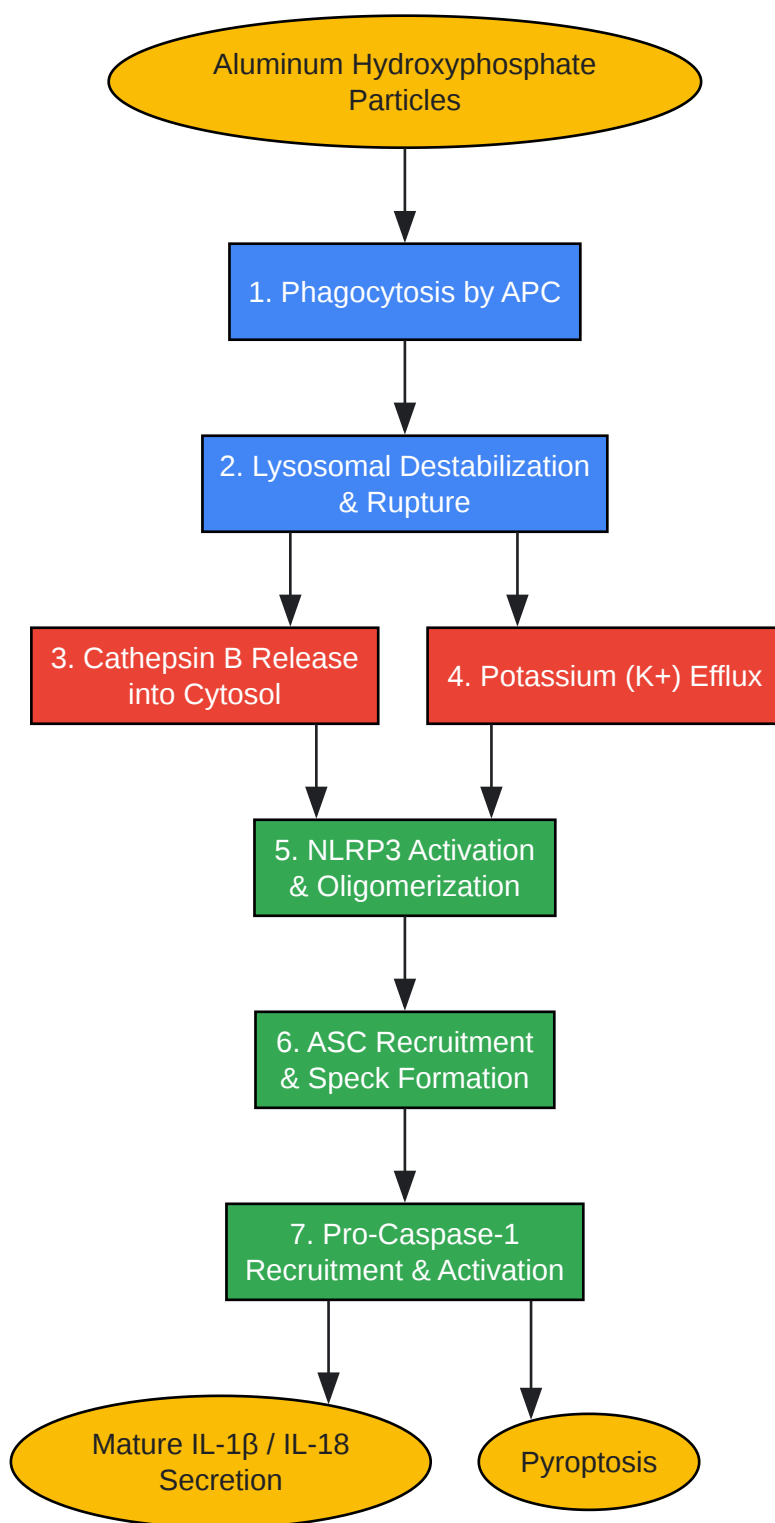 Aluminum Hydroxyphosphate
Particles
1. Phagocytosis by APC
2. Lysosomal Destabilization
& Rupture
3. Cathepsin B Release
into Cytosol
4. Potassium (K+) Efflux
5. NLRP3 Activation
& Oligomerization
6. ASC Recruitment
& Speck Formation
7. Pro-Caspase-1
Recruitment & Activation
Mature IL-1β / IL-18
Secretion
Pyroptosis